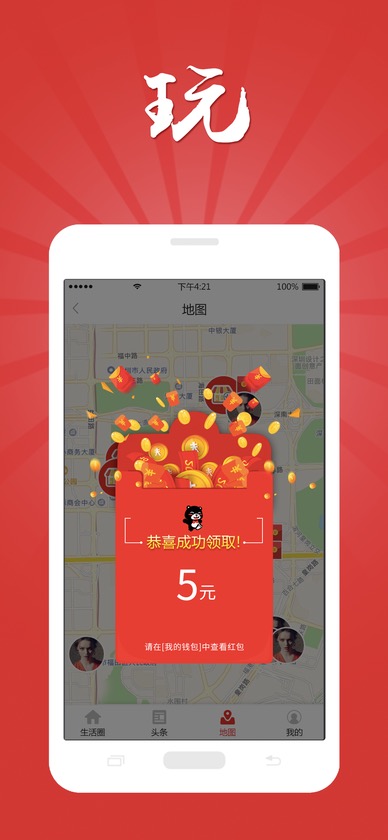 玩
下午4:21
100%
地图
中银大厦
福中路
市人民政府
商务大厦
恭喜成功领取!
5元
请在[我的钱包]中查看红包
生活圈
头条
地图
我的